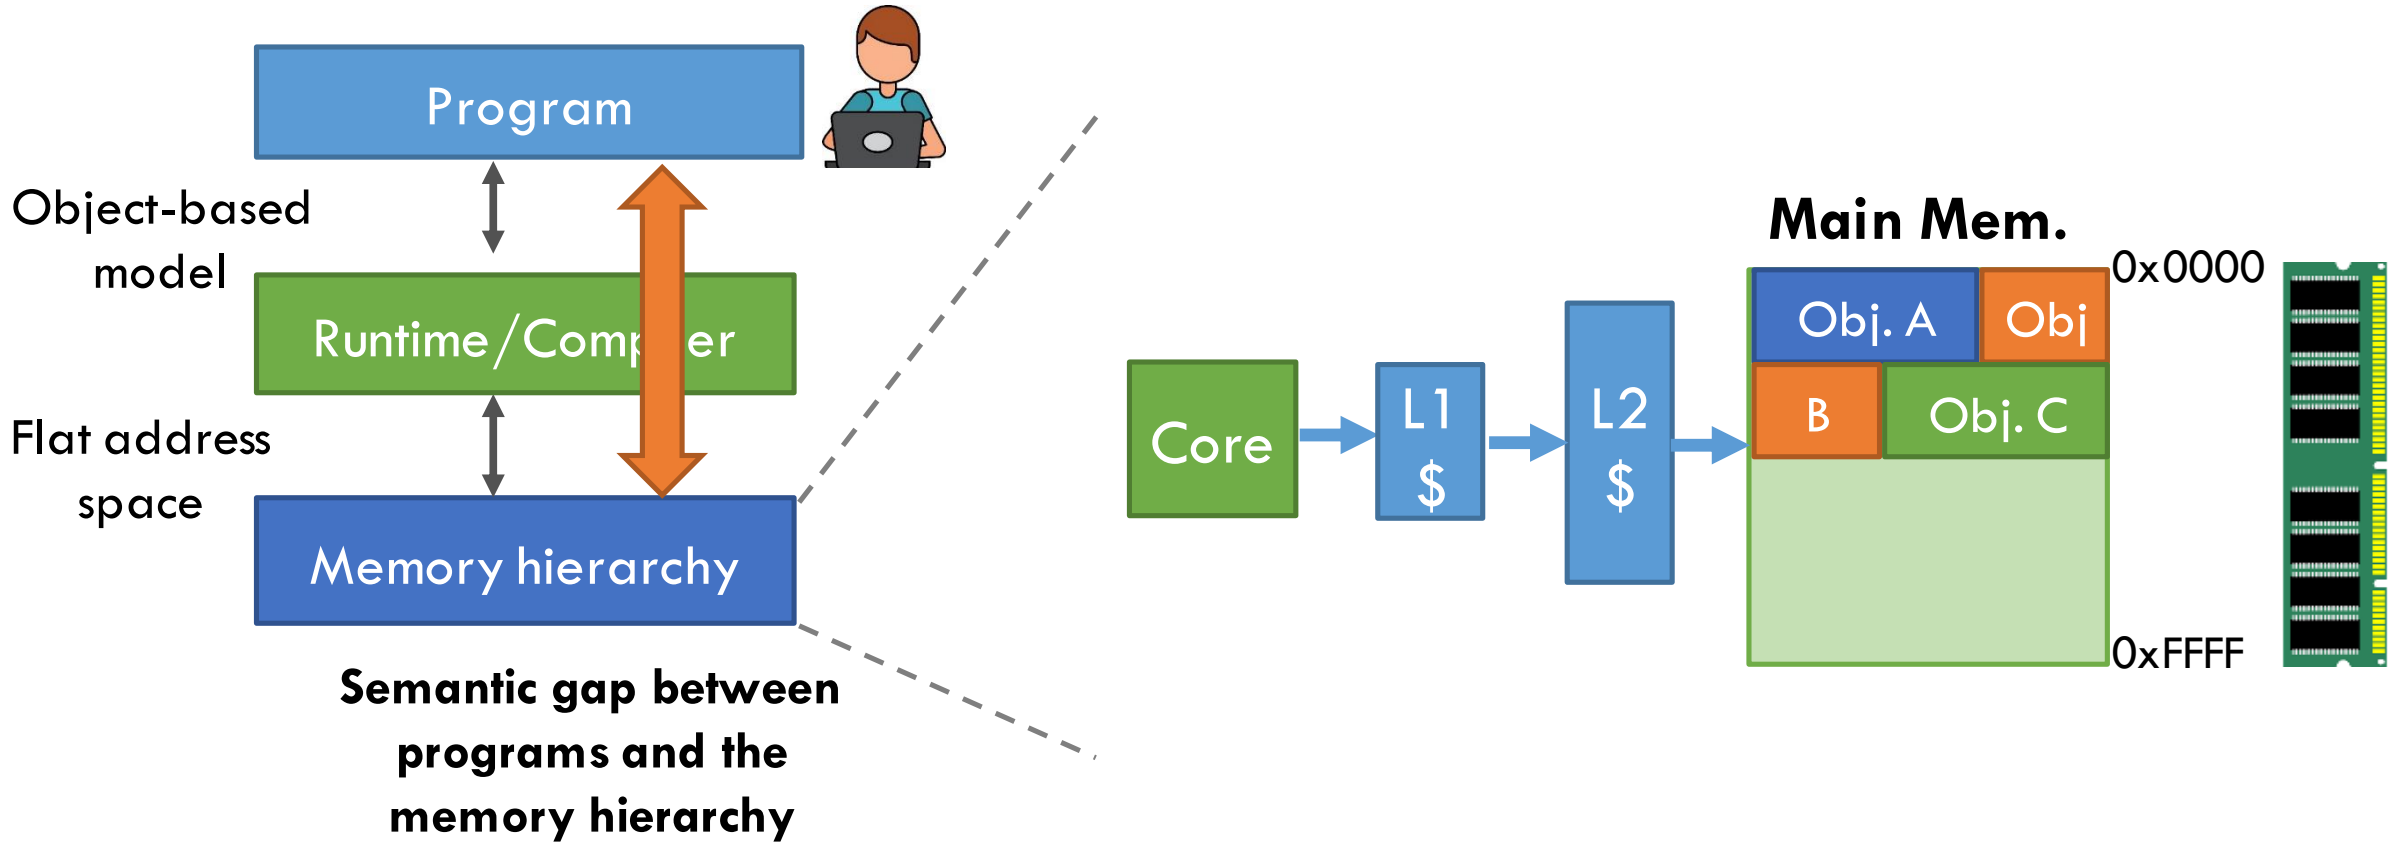 Program
Object-based
model
Runtime/Comp er
Flat address
space
Memory hierarchy
Semantic gap between
programs and the
memory hierarchy
Core
L1
$
L2
$
Main Mem.
0x0000
Obj. A
Obj
B
Obj. C
0xFFFF